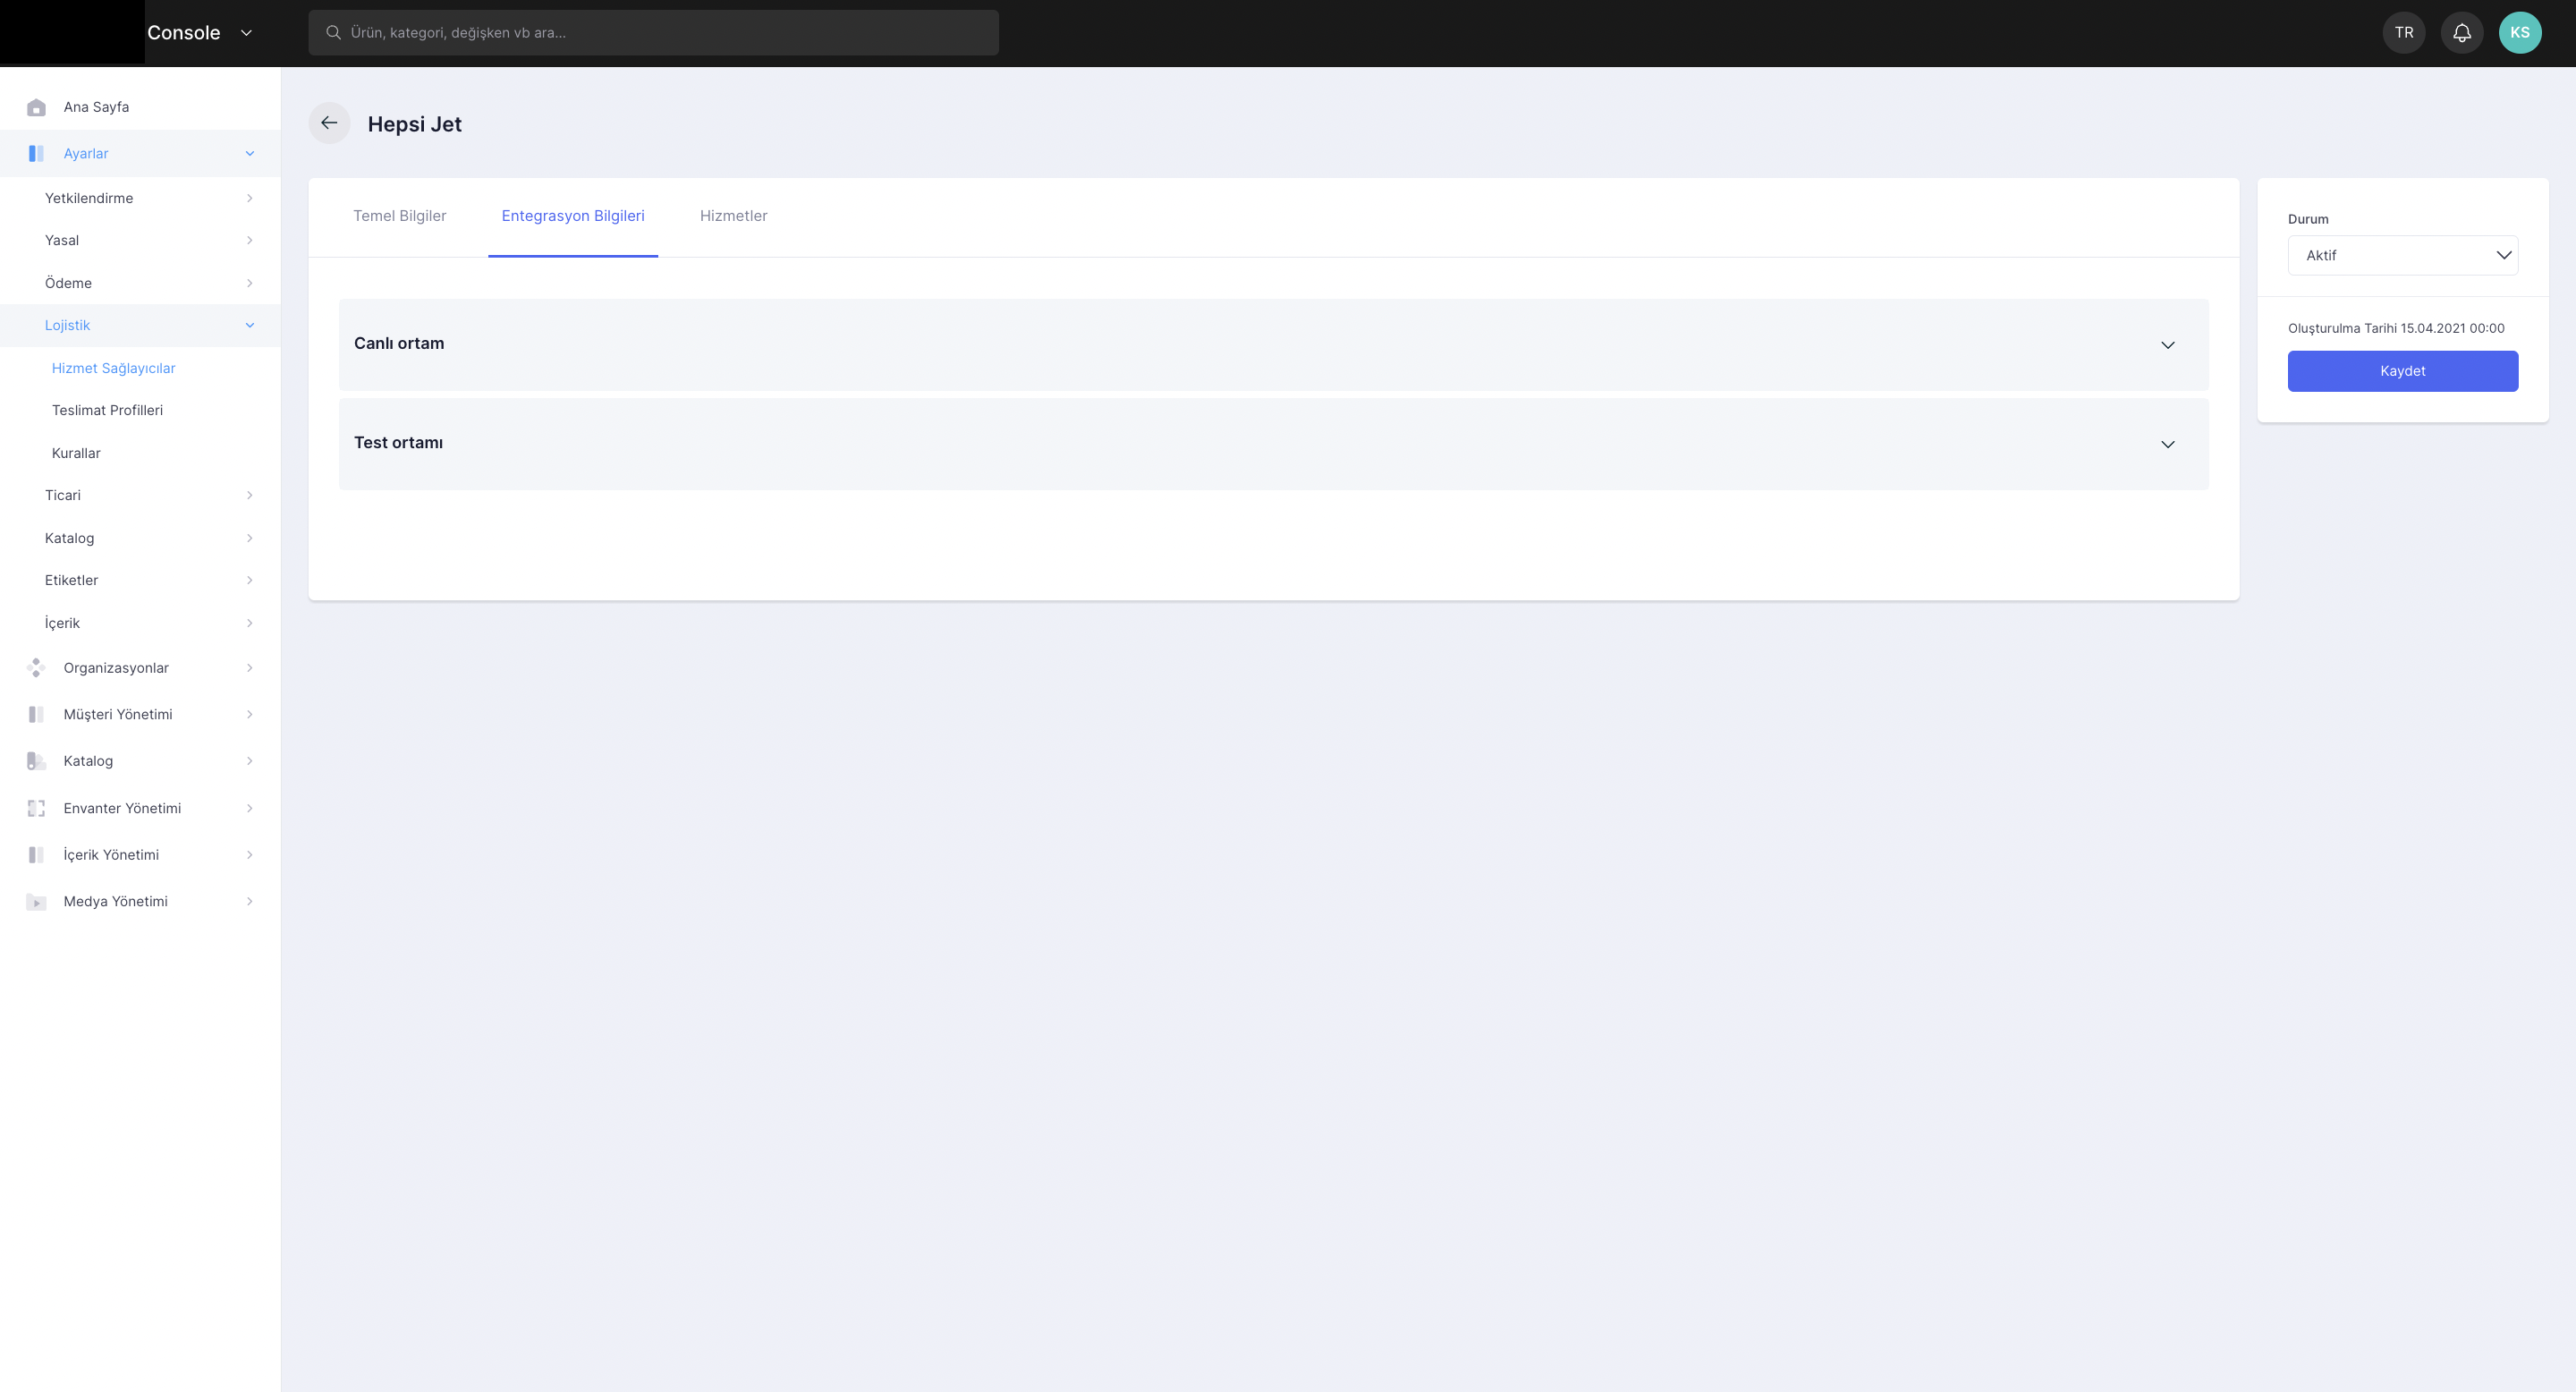 Console
Ürün, kategori, değişken vb ara...
TR
KS
Ana Sayfa
Ayarlar
Yetkilendirme
Yasal
Ödeme
Lojistik
Hizmet Sağlayıcılar
Teslimat Profilleri
Kurallar
Ticari
Katalog
Etiketler
İçerik
Organizasyonlar
Müşteri Yönetimi
Katalog
Envanter Yönetimi
İçerik Yönetimi
Medya Yönetimi
Hepsi Jet
Temel Bilgiler
Entegrasyon Bilgileri
Hizmetler
Canlı ortam
Test ortamı
Durum
Aktif
Oluşturulma Tarihi 15.04.2021 00:00
Kaydet